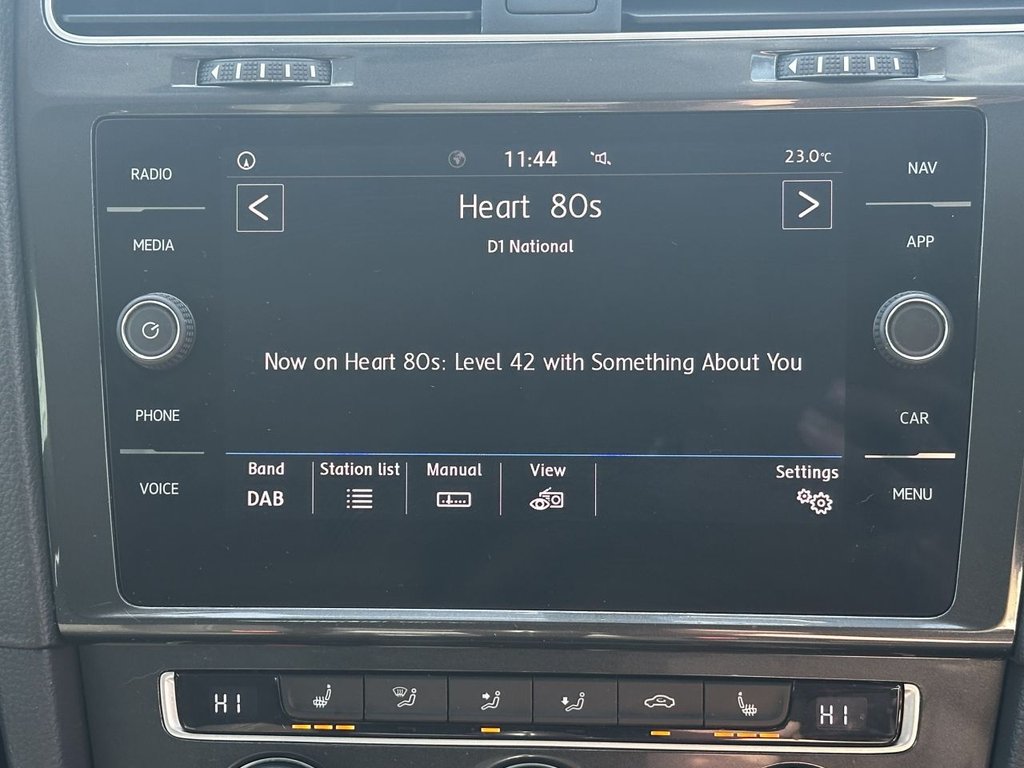 11:44
23.0°C
RADIO
NAV
Heart 80s
MEDIA
APP
D1 National
Now on Heart 80s: Level 42 with Something About You
PHONE
CAR
Band
Station list
Manual
View
Settings
DAB
VOICE
MENU
HI
HI